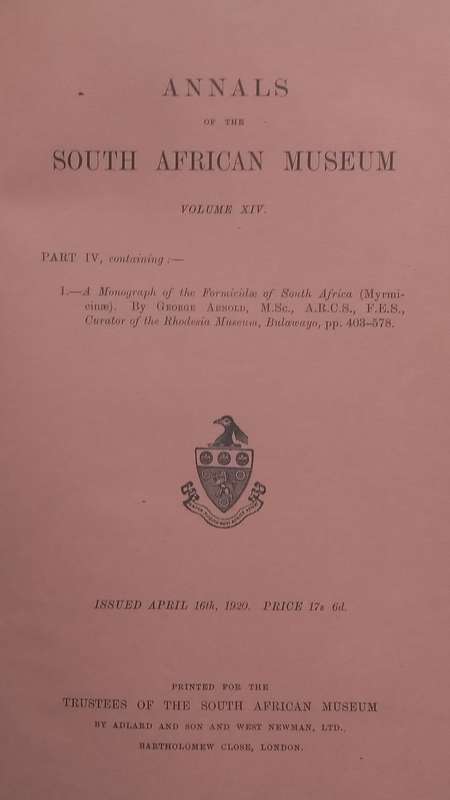 ANNALS
OF THE
SOUTH AFRICAN MUSEUM
VOLUME XIV.
PART IV, containing:—
1.—A Monograph of the Formicidæ of South Africa (Myrmi-
cinæ). By GEORGE ARNOLD, M.Sc., A.R.C.S., F.E.S.,
Curator of the Rhodesia Museum, Bulawayo, pp. 403–578.
ISSUED APRIL 16th, 1920. PRICE 17s 6d.
PRINTED FOR THE
TRUSTEES OF THE SOUTH AFRICAN MUSEUM
BY ADLARD AND SON AND WEST NEWMAN, LTD.,
BARTHOLOMEW CLOSE, LONDON.